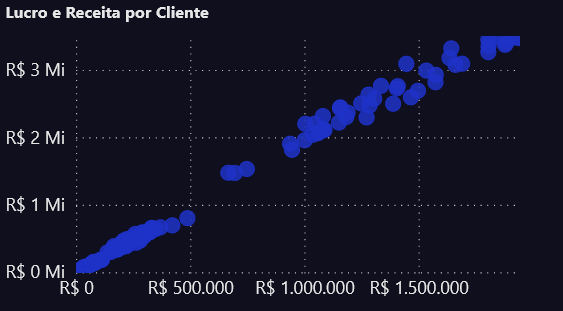 Lucro e Receita por Cliente
R$ 3 Mi
R$ 2 Mi
R$ 1 Mi
R$ 0 Mi
R$ 0 R$ 500.000 R$ 1.000.000 R$ 1.500.000